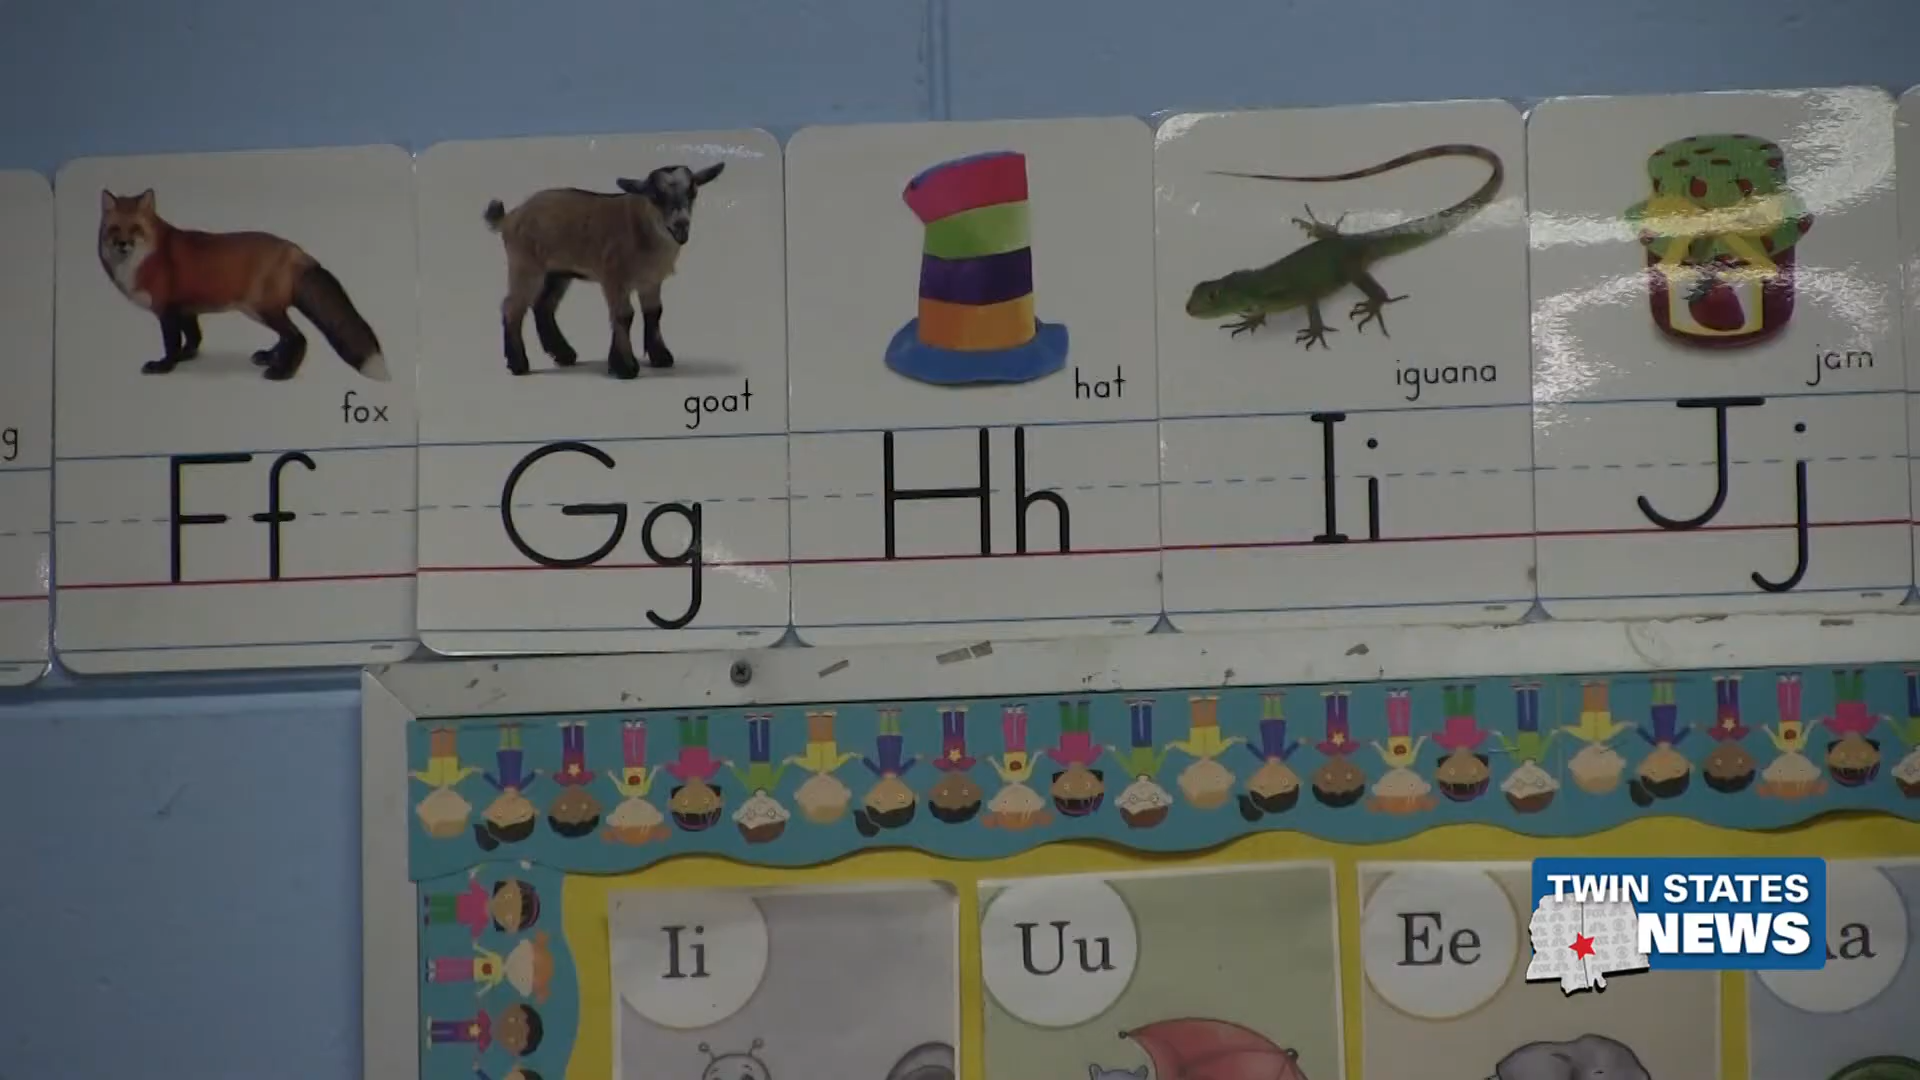 g
fox
goat
hat
iguana
jam
Ff
Gg
Hh
Ii
Jj
Ii
Uu
Ee
TWIN STATES
NEWS